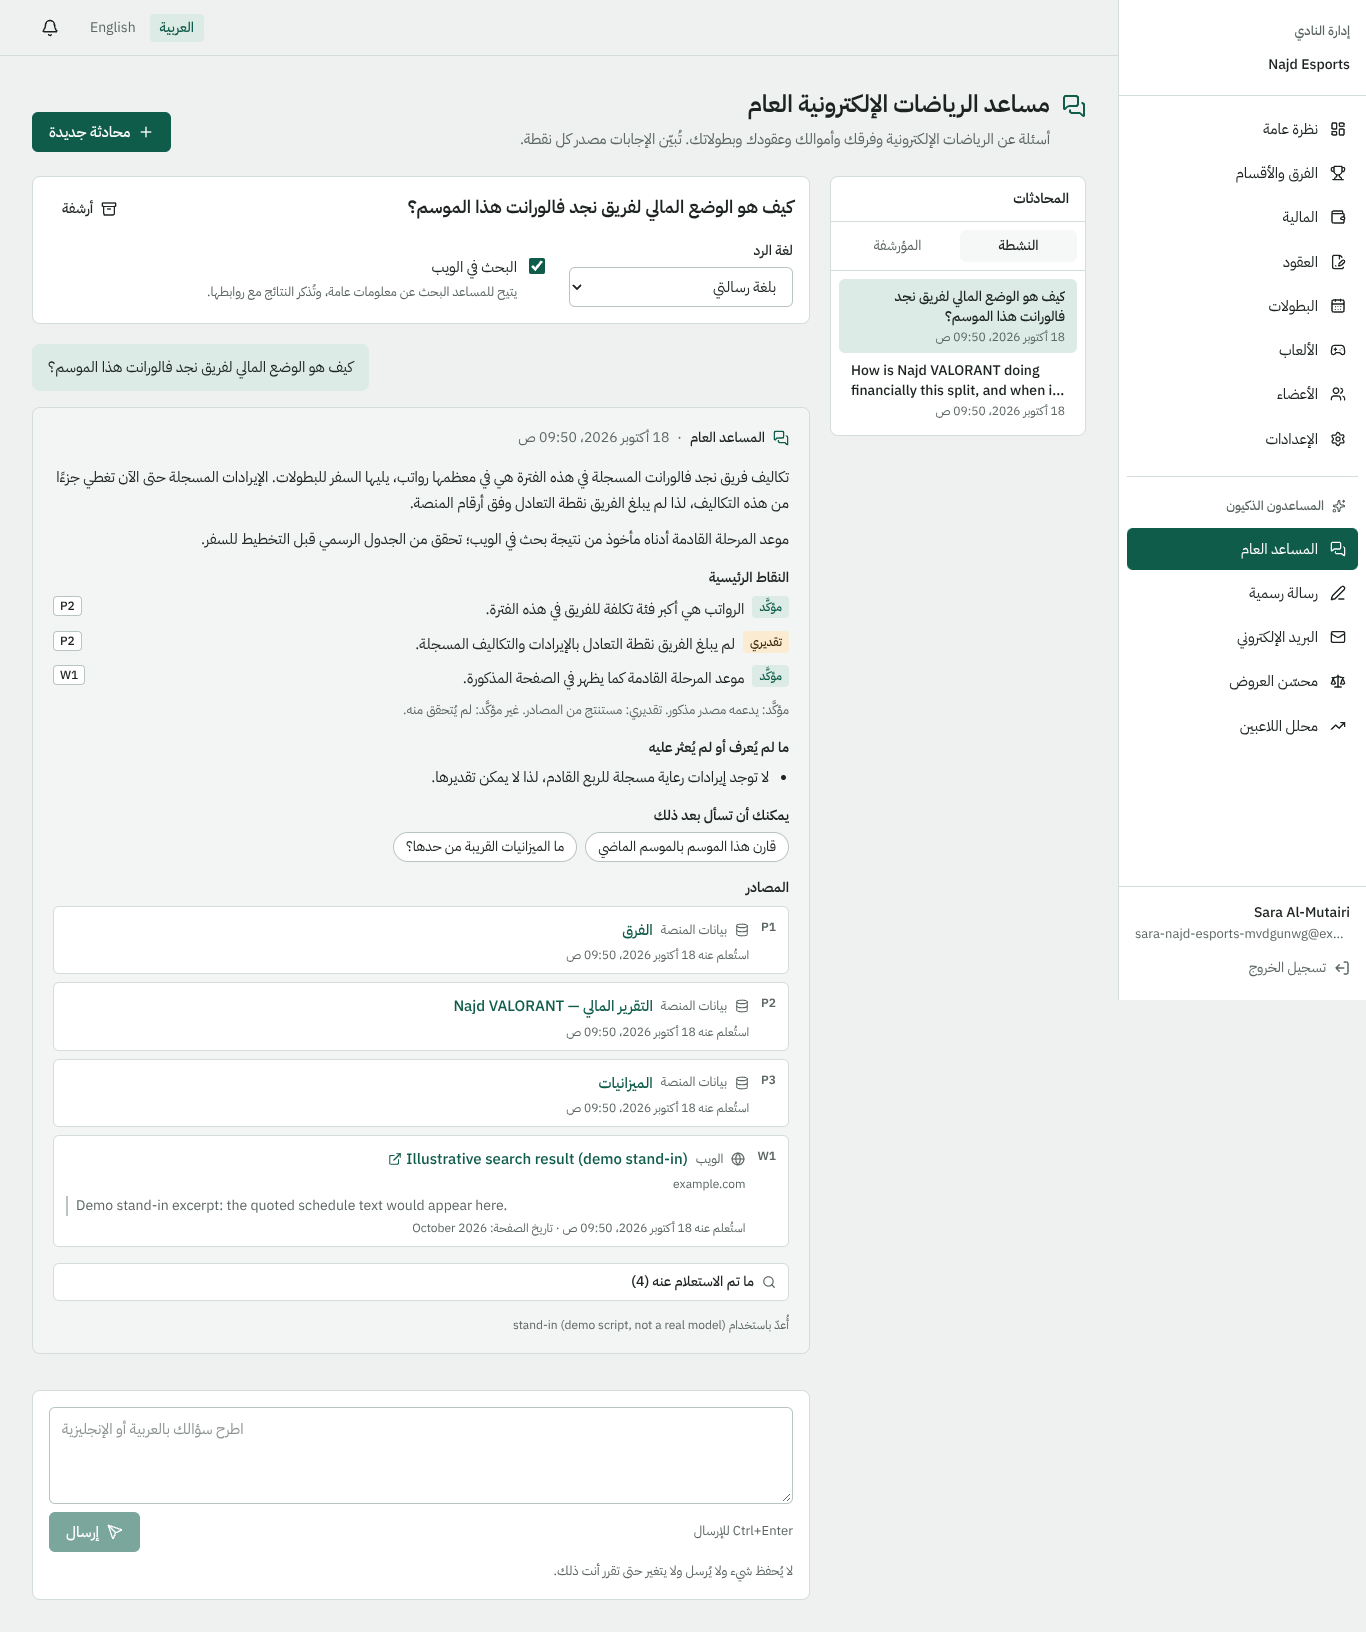 إدارة النادي
Najd Esports
نظرة عامة
الفرق والأقسام
المالية
العقود
البطولات
الألعاب
الأعضاء
الإعدادات
المساعدون الذكيون
المساعد العام
رسالة رسمية
البريد الإلكتروني
محسّن العروض
محلل اللاعبين
Sara Al-Mutairi
sara-najd-esports-mvdgunwg@ex...
تسجيل الخروج
العربية
English
مساعد الرياضات الإلكترونية العام
أسئلة عن الرياضات الإلكترونية وفرقك وأموالك وعقودك وبطولاتك. تُبيّن الإجابات مصدر كل نقطة.
محادثة جديدة
المحادثات
النشطة
المؤرشفة
كيف هو الوضع المالي لفريق نجد
فالورانت هذا الموسم؟
18 أكتوبر 2026، 09:50 ص
How is Najd VALORANT doing
financially this split, and when i...
18 أكتوبر 2026، 09:50 ص
كيف هو الوضع المالي لفريق نجد فالورانت هذا الموسم؟
أرشفة
لغة الرد
بلغة رسالتي
البحث في الويب
يتيح للمساعد البحث عن معلومات عامة، وتُذكر النتائج مع روابطها.
كيف هو الوضع المالي لفريق نجد فالورانت هذا الموسم؟
المساعد العام · 18 أكتوبر 2026، 09:50 ص
تكاليف فريق نجد فالورانت المسجلة في هذه الفترة هي في معظمها رواتب، يليها السفر للبطولات. الإيرادات المسجلة حتى الآن تغطي جزءًا
من هذه التكاليف، لذا لم يبلغ الفريق نقطة التعادل وفق أرقام المنصة.
موعد المرحلة القادمة أدناه مأخوذ من نتيجة بحث في الويب؛ تحقق من الجدول الرسمي قبل التخطيط للسفر.
النقاط الرئيسية
مؤكَّد الرواتب هي أكبر فئة تكلفة للفريق في هذه الفترة. P2
تقديري لم يبلغ الفريق نقطة التعادل بالإيرادات والتكاليف المسجلة. P2
مؤكَّد موعد المرحلة القادمة كما يظهر في الصفحة المذكورة. W1
مؤكَّد: يدعمه مصدر مذكور. تقديري: مستنتج من المصادر. غير مؤكَّد: لم يُتحقق منه.
ما لم يُعرف أو لم يُعثر عليه
• لا توجد إيرادات رعاية مسجلة للربع القادم، لذا لا يمكن تقديرها.
يمكنك أن تسأل بعد ذلك
قارن هذا الموسم بالموسم الماضي
ما الميزانيات القريبة من حدها؟
المصادر
P1 بيانات المنصة الفرق
استُعلم عنه 18 أكتوبر 2026، 09:50 ص
P2 بيانات المنصة التقرير المالي — Najd VALORANT
استُعلم عنه 18 أكتوبر 2026، 09:50 ص
P3 بيانات المنصة الميزانيات
استُعلم عنه 18 أكتوبر 2026، 09:50 ص
W1 الويب Illustrative search result (demo stand-in)
example.com
Demo stand-in excerpt: the quoted schedule text would appear here.
استُعلم عنه 18 أكتوبر 2026، 09:50 ص · تاريخ الصفحة: October 2026
ما تم الاستعلام عنه (4)
أُعدّ باستخدام stand-in (demo script, not a real model)
اطرح سؤالك بالعربية أو الإنجليزية
Ctrl+Enter للإرسال
إرسال
لا يُحفظ شيء ولا يُرسل ولا يتغير حتى تقرر أنت ذلك.